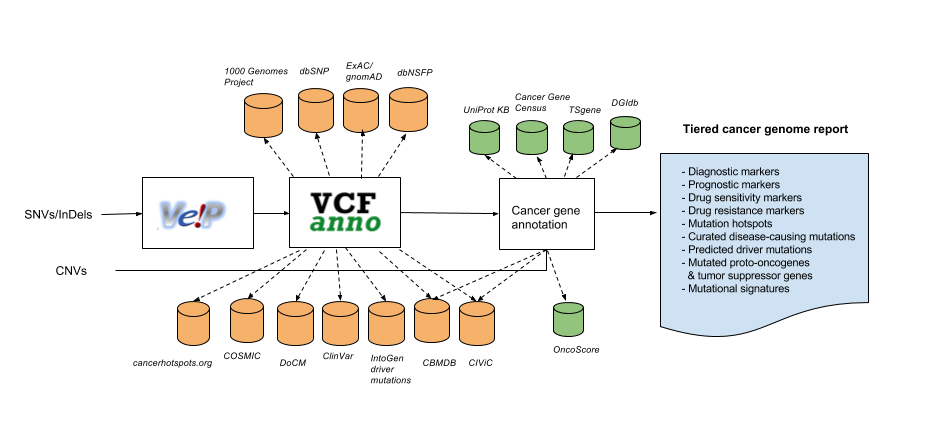 1000 Genomes
Project
dbSNP
ExAC/
gnomAD
dbNSFP
UniProt KB
Cancer Gene
Census
TSgene
DGIdb
Tiered cancer genome report
SNVs/InDels
Ve!P
VCF
anno
Cancer gene
annotation
- Diagnostic markers
- Prognostic markers
- Drug sensitivity markers
- Drug resistance markers
- Mutation hotspots
- Curated disease-causing mutations
- Predicted driver mutations
- Mutated proto-oncogenes
& tumor suppressor genes
- Mutational signatures
CNVs
cancerhotspots.org
COSMIC
DoCM
ClinVar
IntoGen
driver
mutations
CBMDB
CIViC
OncoScore